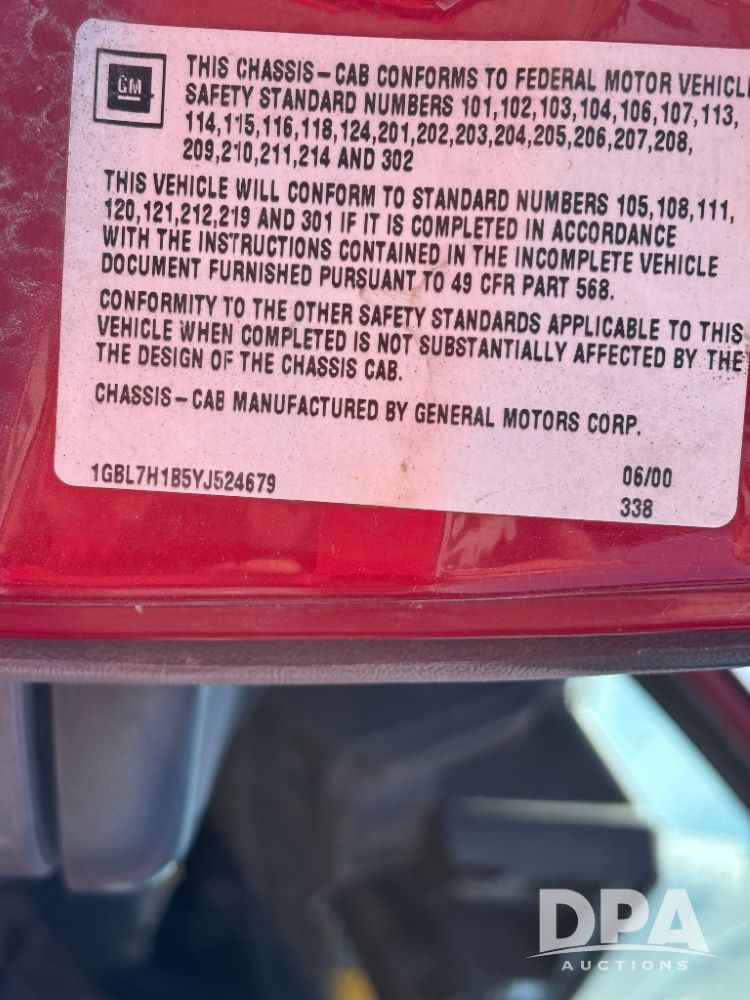 GM
THIS CHASSIS-CAB CONFORMS TO FEDERAL MOTOR VEHICLE
SAFETY STANDARD NUMBERS 101,102,103,104,106,107,113,
114,115,116,118,124,201,202,203,204,205,206,207,208,
209,210,211,214 AND 302
THIS VEHICLE WILL CONFORM TO STANDARD NUMBERS 105,108,111,
120,121,212,219 AND 301 IF IT IS COMPLETED IN ACCORDANCE
WITH THE INSTRUCTIONS CONTAINED IN THE INCOMPLETE VEHICLE
DOCUMENT FURNISHED PURSUANT TO 49 CFR PART 568.
CONFORMITY TO THE OTHER SAFETY STANDARDS APPLICABLE TO THIS
VEHICLE WHEN COMPLETED IS NOT SUBSTANTIALLY AFFECTED BY THE
THE DESIGN OF THE CHASSIS CAB.
CHASSIS-CAB MANUFACTURED BY GENERAL MOTORS CORP.
1GBL7H1B5YJ524679 06/00
338
DPA
AUCTIONS